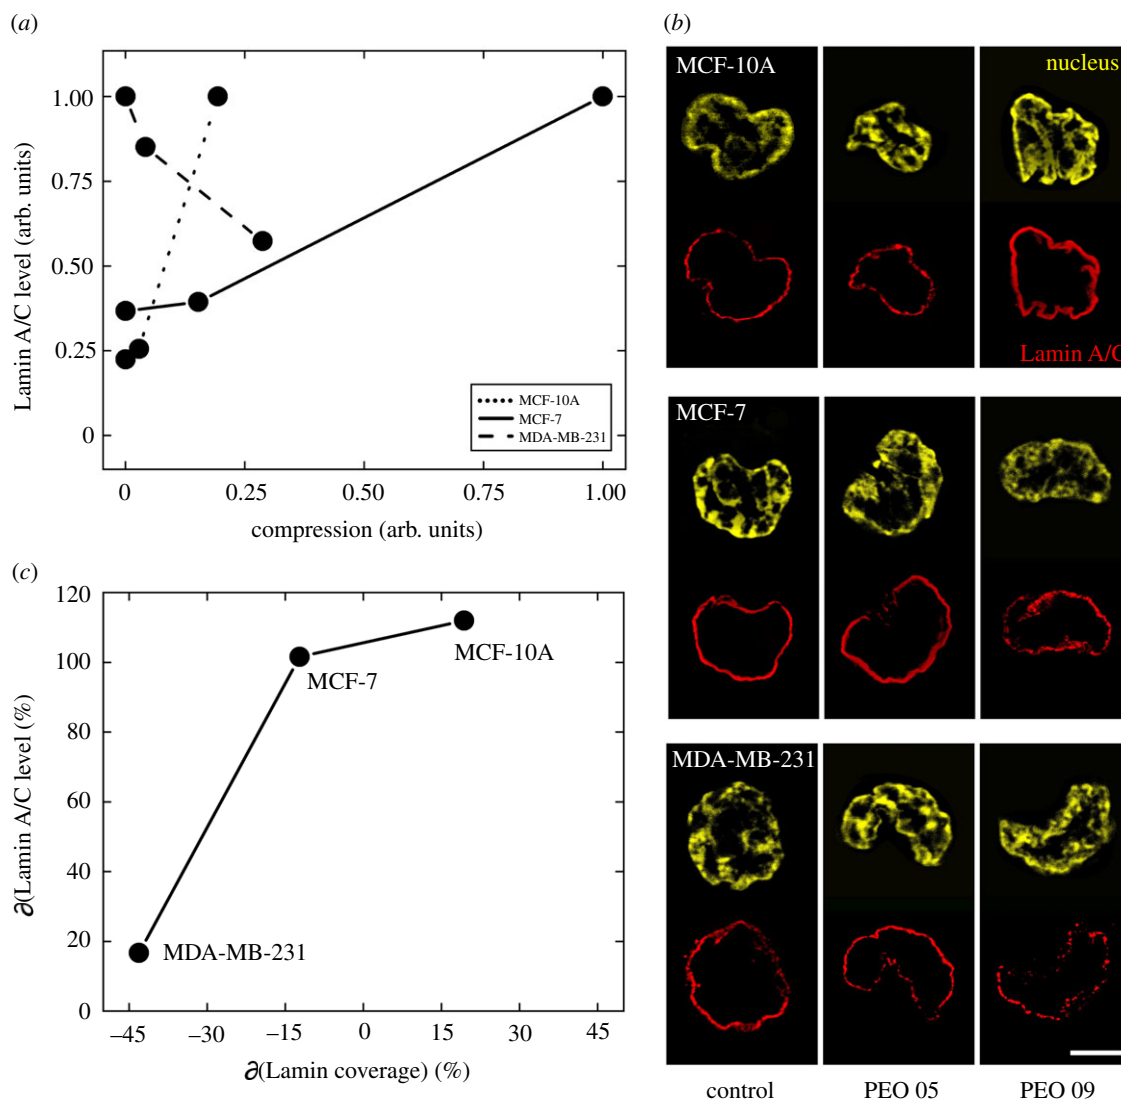 (a)
1.00
0.75
0.50
0.25
0
Lamin A/C level (arb. units)
MCF-10A
MCF-7
MDA-MB-231
0 0.25 0.50 0.75 1.00
compression (arb. units)
(b)
MCF-10A
nucleus
Lamin A/C
MCF-7
MDA-MB-231
control PEO 05 PEO 09
(c)
120
100
80
60
40
20
0
∂(Lamin A/C level) (%)
MCF-10A
MCF-7
MDA-MB-231
−45 −30 −15 0 15 30 45
∂(Lamin coverage) (%)